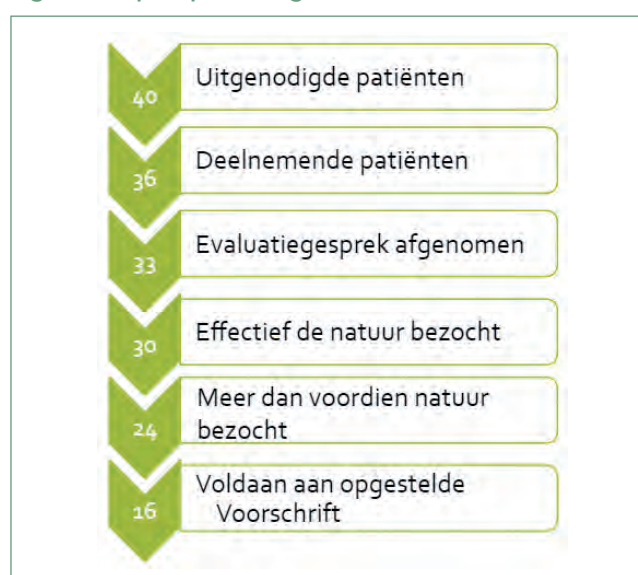 40 Uitgenodigde patiënten
36 Deelnemende patiënten
33 Evaluatiegesprek afgenomen
30 Effectief de natuur bezocht
24 Meer dan voordien natuur
bezocht
16 Voldaan aan opgestelde
Voorschrift